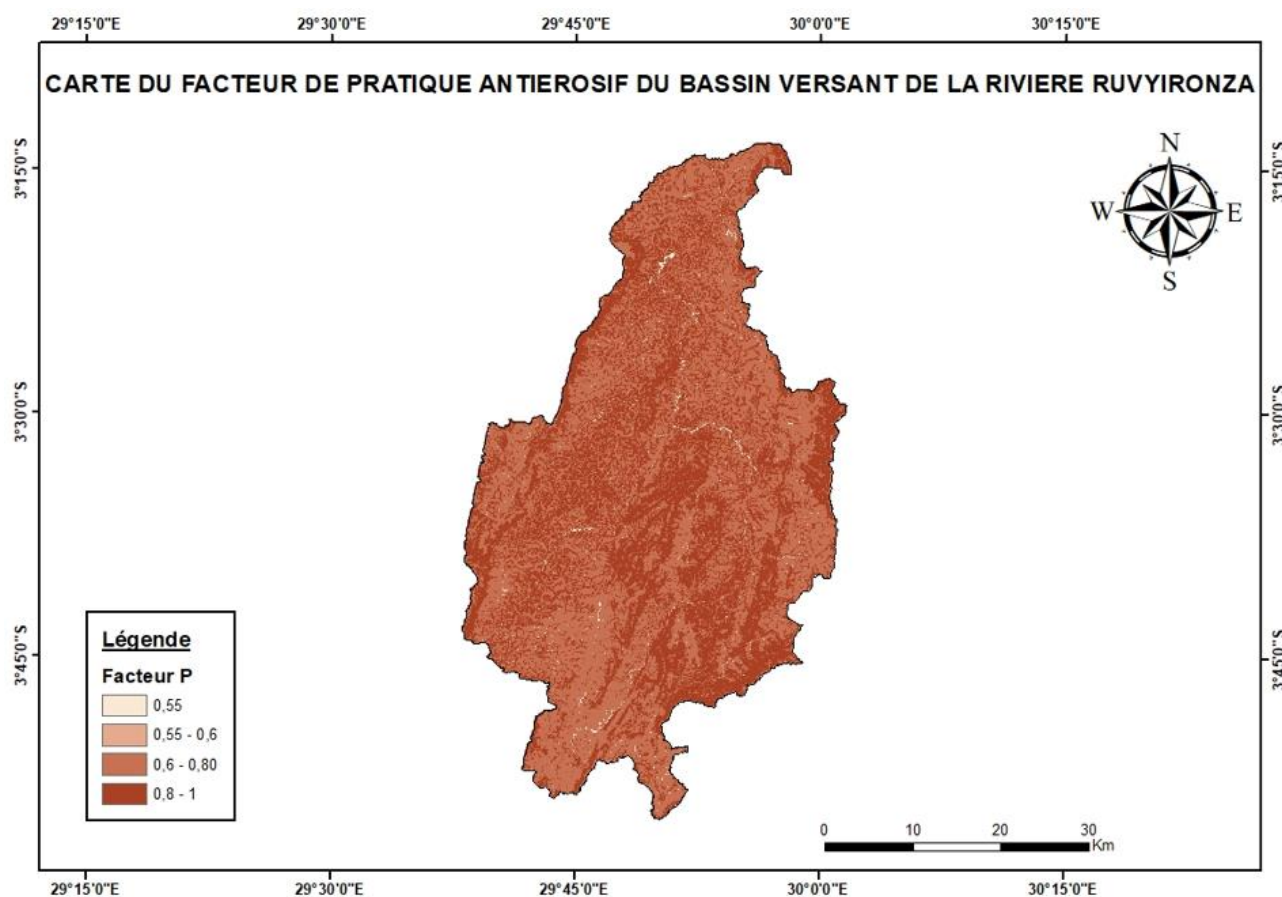 29°15'0"E 29°30'0"E 29°45'0"E 30°0'0"E 30°15'0"E
CARTE DU FACTEUR DE PRATIQUE ANTIEROSIF DU BASSIN VERSANT DE LA RIVIERE RUVYIRONZA
N
W E
S
3°15'0"S 3°15'0"S
3°30'0"S 3°30'0"S
3°45'0"S 3°45'0"S
Légende
Facteur P
0,55
0,55 - 0,6
0,6 - 0,80
0,8 - 1
0 10 20 30
Km
29°15'0"E 29°30'0"E 29°45'0"E 30°0'0"E 30°15'0"E